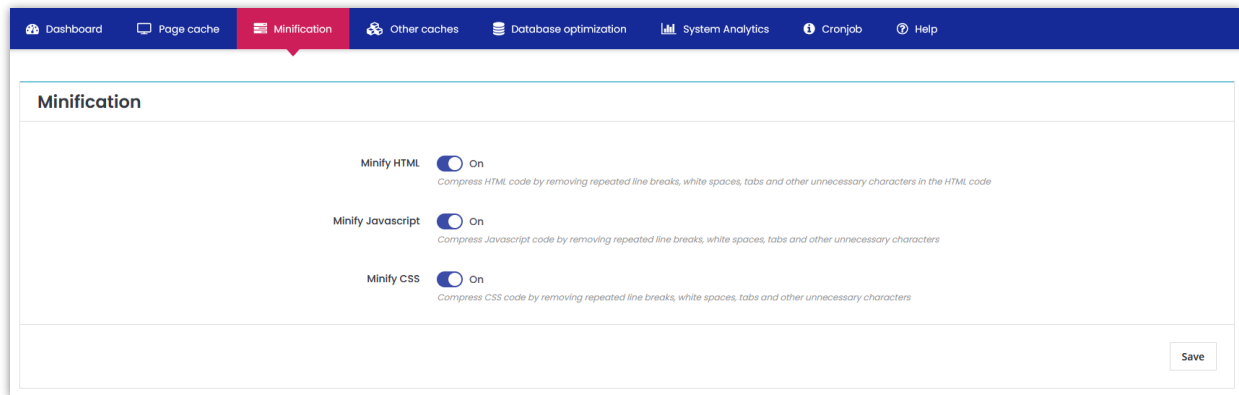 Dashboard Page cache Minification Other caches Database optimization System Analytics Cronjob Help
Minification
Minify HTML On
Compress HTML code by removing repeated line breaks, white spaces, tabs and other unnecessary characters in the HTML code
Minify Javascript On
Compress Javascript code by removing repeated line breaks, white spaces, tabs and other unnecessary characters
Minify CSS On
Compress CSS code by removing repeated line breaks, white spaces, tabs and other unnecessary characters
Save